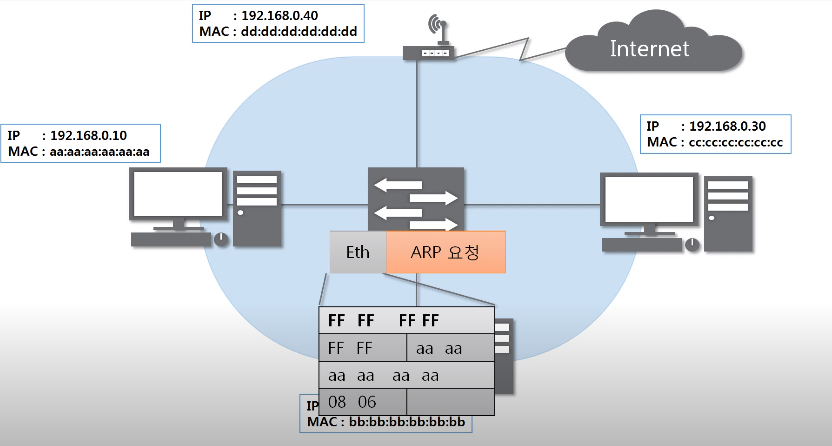 IP : 192.168.0.40
MAC : dd:dd:dd:dd:dd:dd
Internet
IP : 192.168.0.10
MAC : aa:aa:aa:aa:aa:aa
IP : 192.168.0.30
MAC : cc:cc:cc:cc:cc:cc
Eth ARP 요청
FF FF FF FF
FF FF aa aa
aa aa aa aa
08 06
IP
MAC : bb:bb:bb:bb:bb:bb